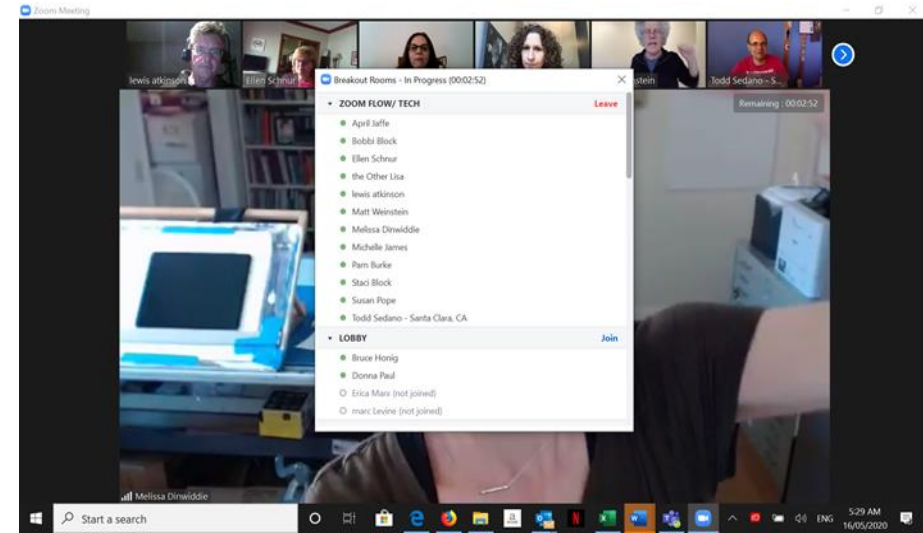 Zoom Meeting
lewis atkinson
Ellen Schnur
stein
Todd Sedano - S...
Breakout Rooms - In Progress (00:02:52)
Remaining : 00:02:52
ZOOM FLOW/ TECH
Leave
April Jaffe
Bobbi Block
Ellen Schnur
the Other Lisa
lewis atkinson
Matt Weinstein
Melissa Dinwiddie
Michelle James
Pam Burke
Staci Block
Susan Pope
Todd Sedano - Santa Clara, CA
LOBBY
Join
Bruce Honig
Donna Paul
Erica Marx (not joined)
marc Levine (not joined)
Melissa Dinwiddie
Start a search
ENG
5:29 AM
16/05/2020